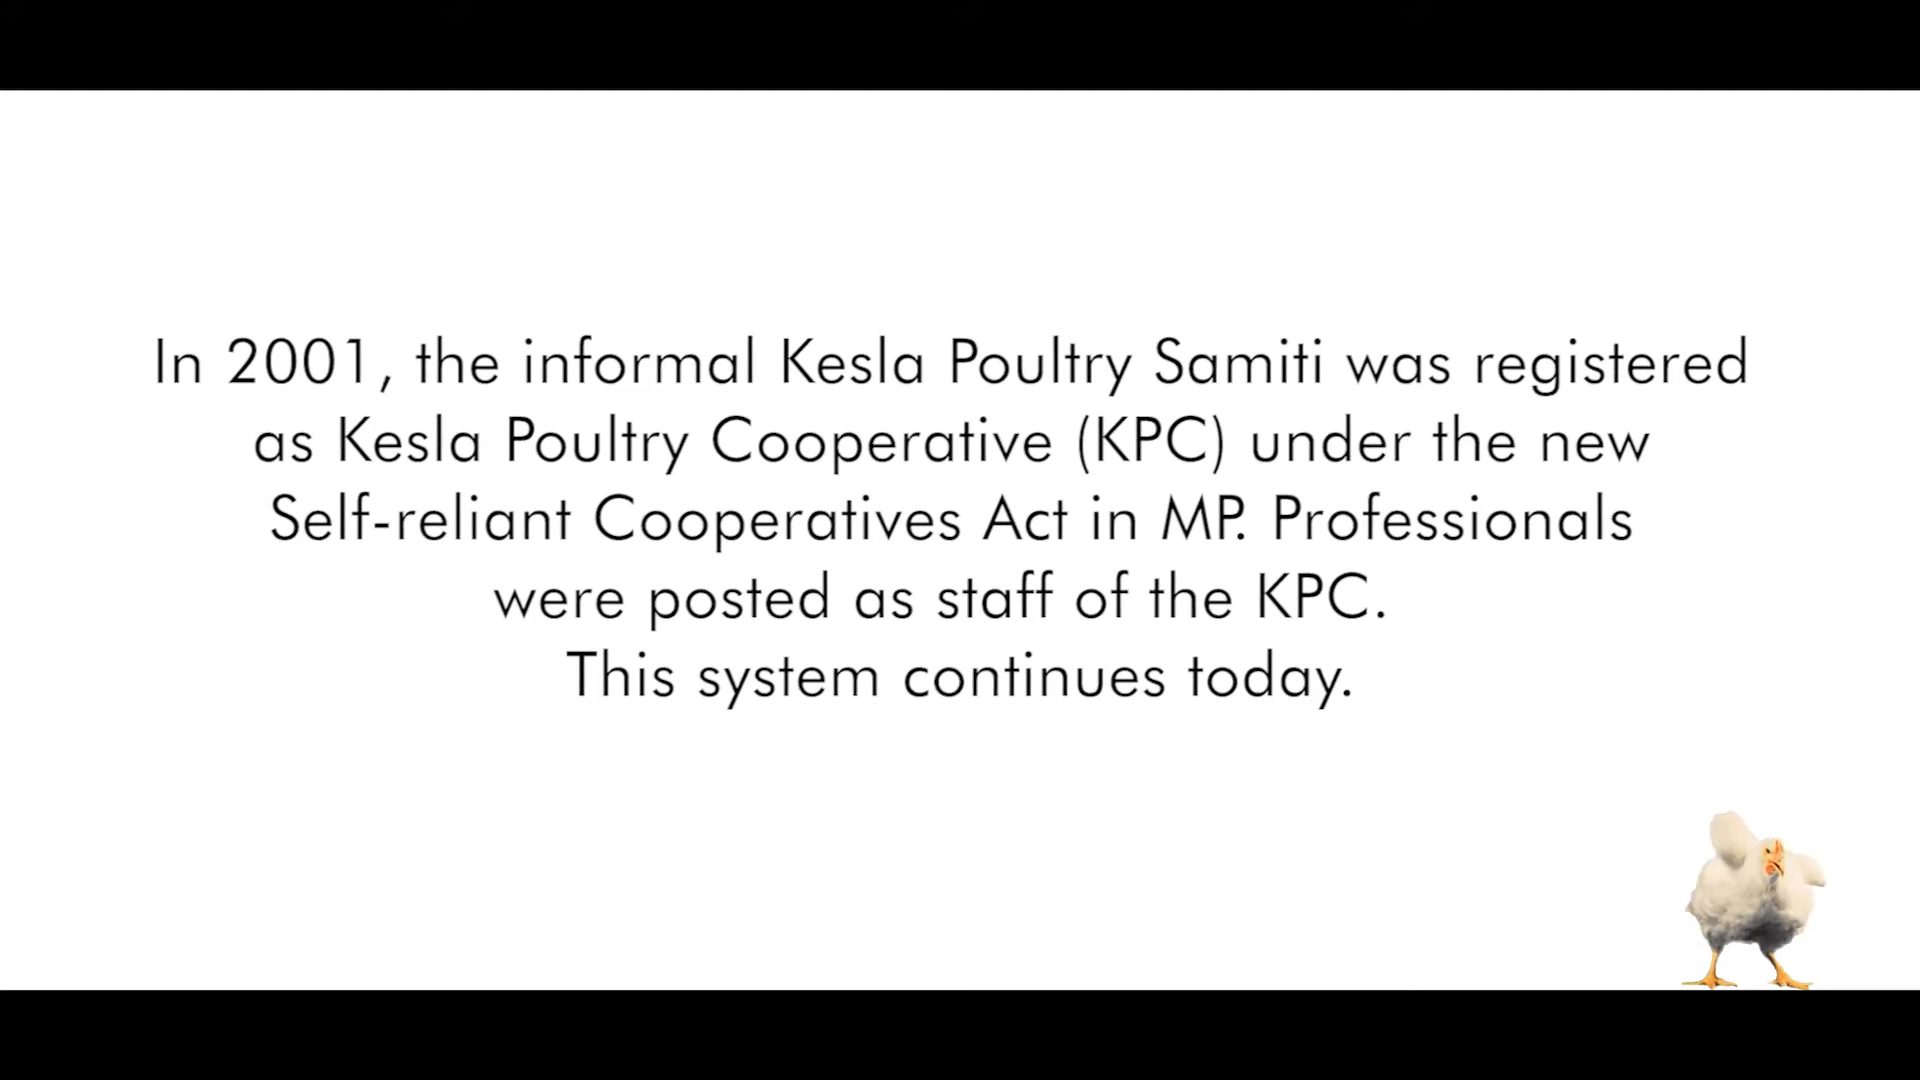 In 2001, the informal Kesla Poultry Samiti was registered
as Kesla Poultry Cooperative (KPC) under the new
Self-reliant Cooperatives Act in MP. Professionals
were posted as staff of the KPC.
This system continues today.